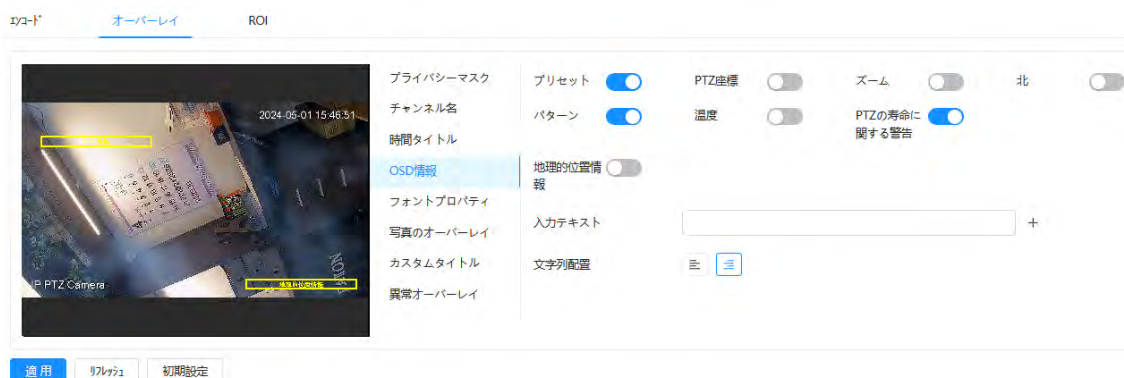 ｴﾝｺｰﾄﾞ オーバーレイ ROI
プライバシーマスク
チャンネル名
時間タイトル
OSD情報
フォントプロパティ
写真のオーバーレイ
カスタムタイトル
異常オーバーレイ
プリセット PTZ座標 ズーム 北
パターン 温度 PTZの寿命に
関する警告
地理的位置情
報
入力テキスト +
文字列配置
2024-05-01 15:46:51
IP PTZ Camera
地理的位置情報
適用 ﾘﾌﾚｯｼｭ 初期設定